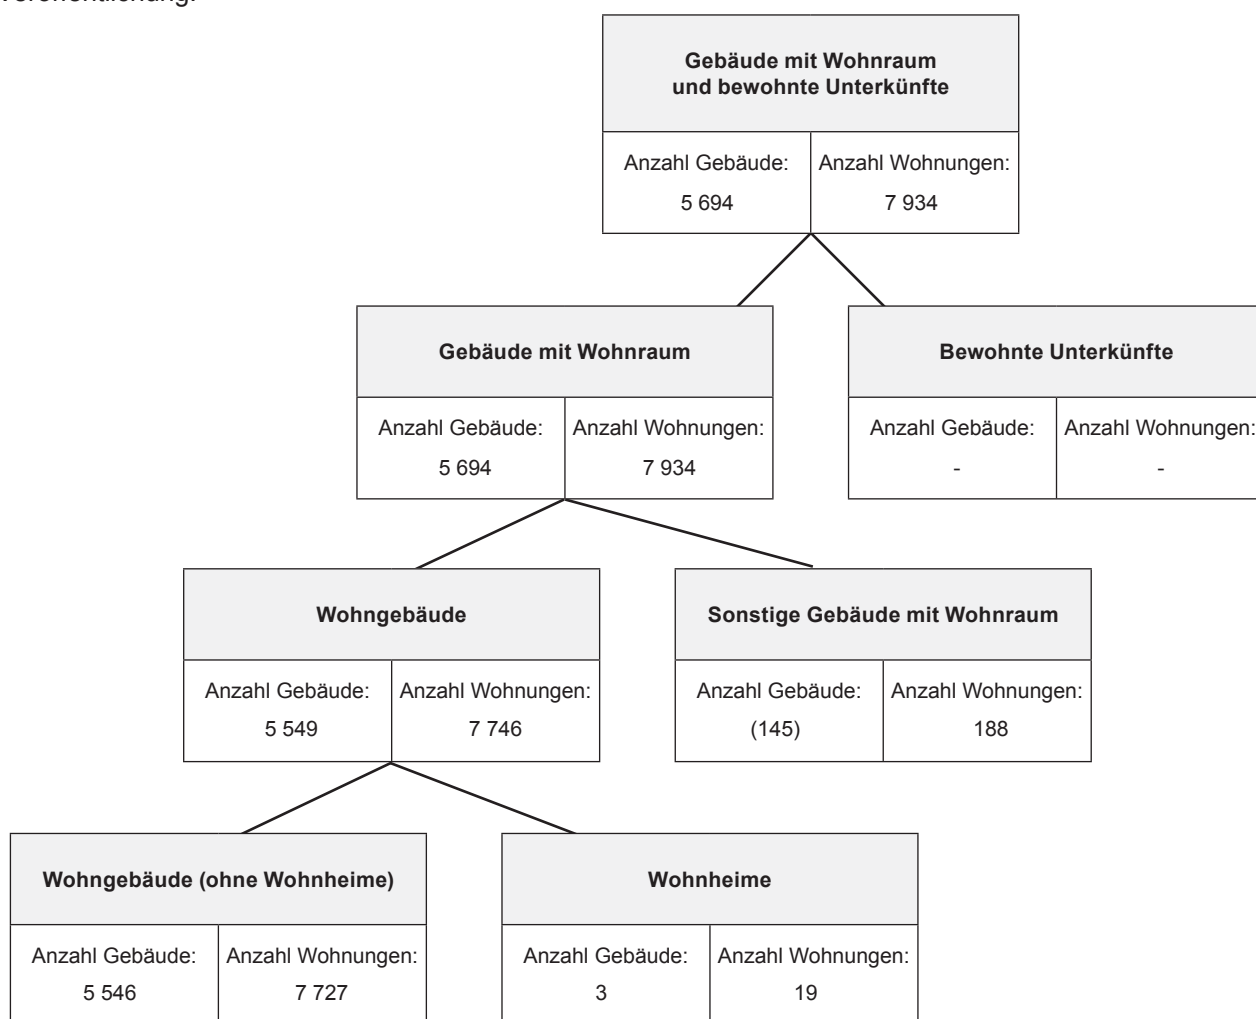 Veröffentlichung.
Gebäude mit Wohnraum
und bewohnte Unterkünfte
Anzahl Gebäude: Anzahl Wohnungen:
5 694 7 934
Gebäude mit Wohnraum Bewohnte Unterkünfte
Anzahl Gebäude: Anzahl Wohnungen: Anzahl Gebäude: Anzahl Wohnungen:
5 694 7 934 - -
Wohngebäude Sonstige Gebäude mit Wohnraum
Anzahl Gebäude: Anzahl Wohnungen: Anzahl Gebäude: Anzahl Wohnungen:
5 549 7 746 (145) 188
Wohngebäude (ohne Wohnheime) Wohnheime
Anzahl Gebäude: Anzahl Wohnungen: Anzahl Gebäude: Anzahl Wohnungen:
5 546 7 727 3 19